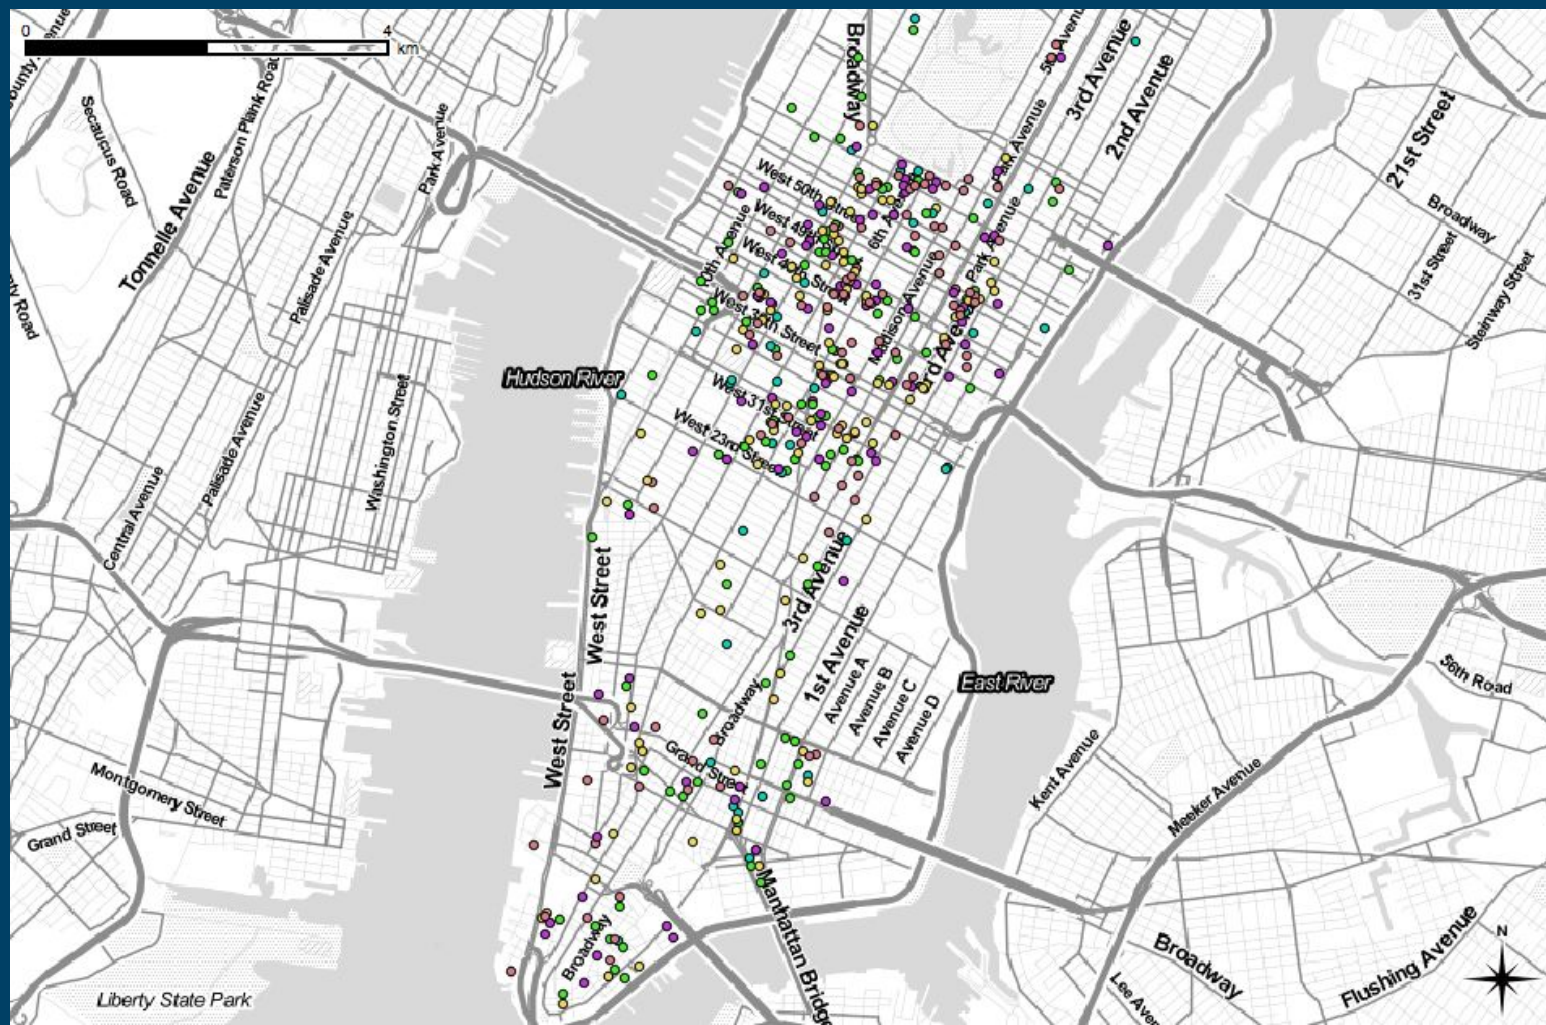 0 4
km
Secaucus Road
Tonnelle Avenue
Paterson Plank Road
Park Avenue
Palisade Avenue
Palisade Avenue
Washington Street
Central Avenue
Montgomery Street
Grand Street
Liberty State Park
Hudson River
West Street
West Street
Broadway
5th Avenue
3rd Avenue
2nd Avenue
Park Avenue
Park Avenue
West 50th Street
West 49th
6th Avenue
Madison Avenue
3rd Avenue
West 31st Street
West 23rd Street
3rd Avenue
1st Avenue
Avenue A
Avenue B
Avenue C
Avenue D
East River
Broadway
Grand Street
Broadway
Manhattan Bridge
21st Street
Broadway
31st Street
Steinway Street
56th Road
Kent Avenue
Meeker Avenue
Broadway
Flushing Avenue
Lee Aven
N